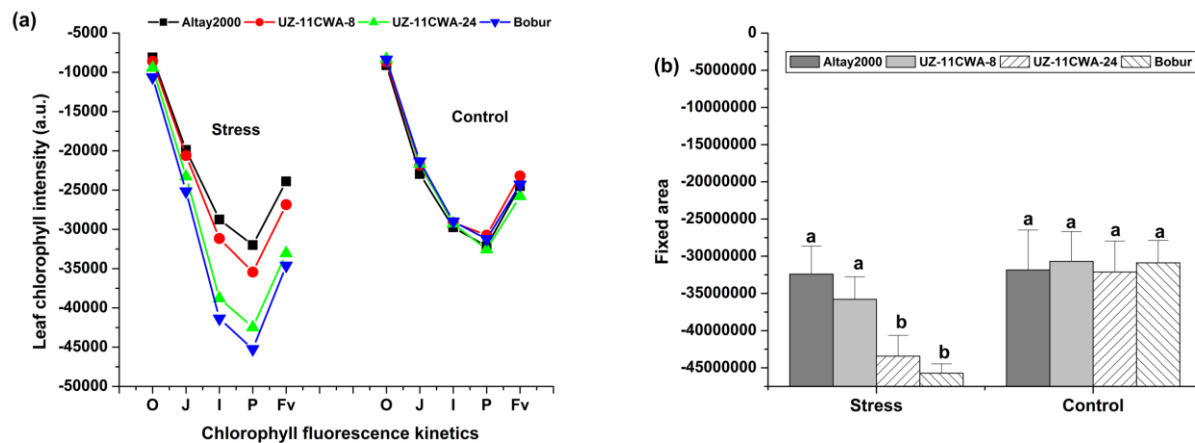 (a)
Altay2000 UZ-11CWA-8 UZ-11CWA-24 Bobur
-5000
-10000
-15000
-20000
-25000
-30000
-35000
-40000
-45000
-50000
Leaf chlorophyll intensity (a.u.)
Stress
Control
O J I P Fv O J I P Fv
Chlorophyll fluorescence kinetics
(b)
Altay2000 UZ-11CWA-8 UZ-11CWA-24 Bobur
0
-5000000
-10000000
-15000000
-20000000
-25000000
-30000000
-35000000
-40000000
-45000000
Fixed area
a a b b a a a a
Stress Control